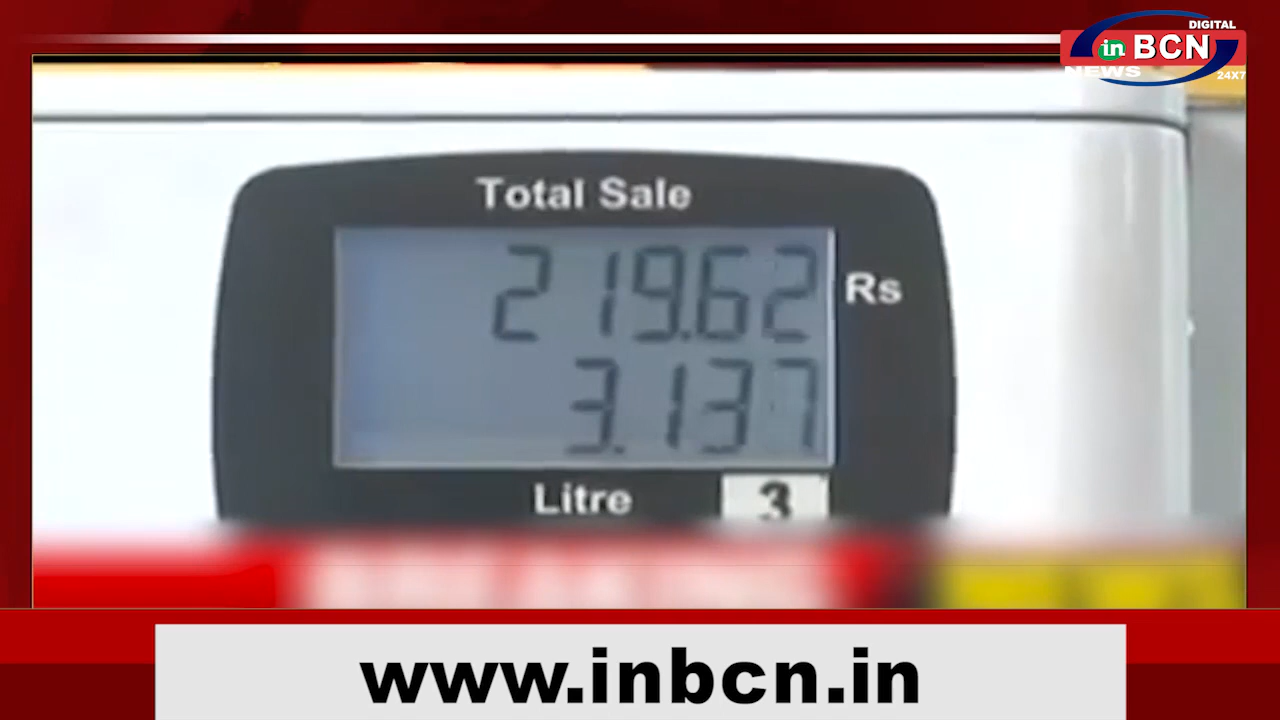 DIGITAL
in BCN
NEWS
24X7
Total Sale
219.62
Rs
3.137
Litre
3
www.inbcn.in